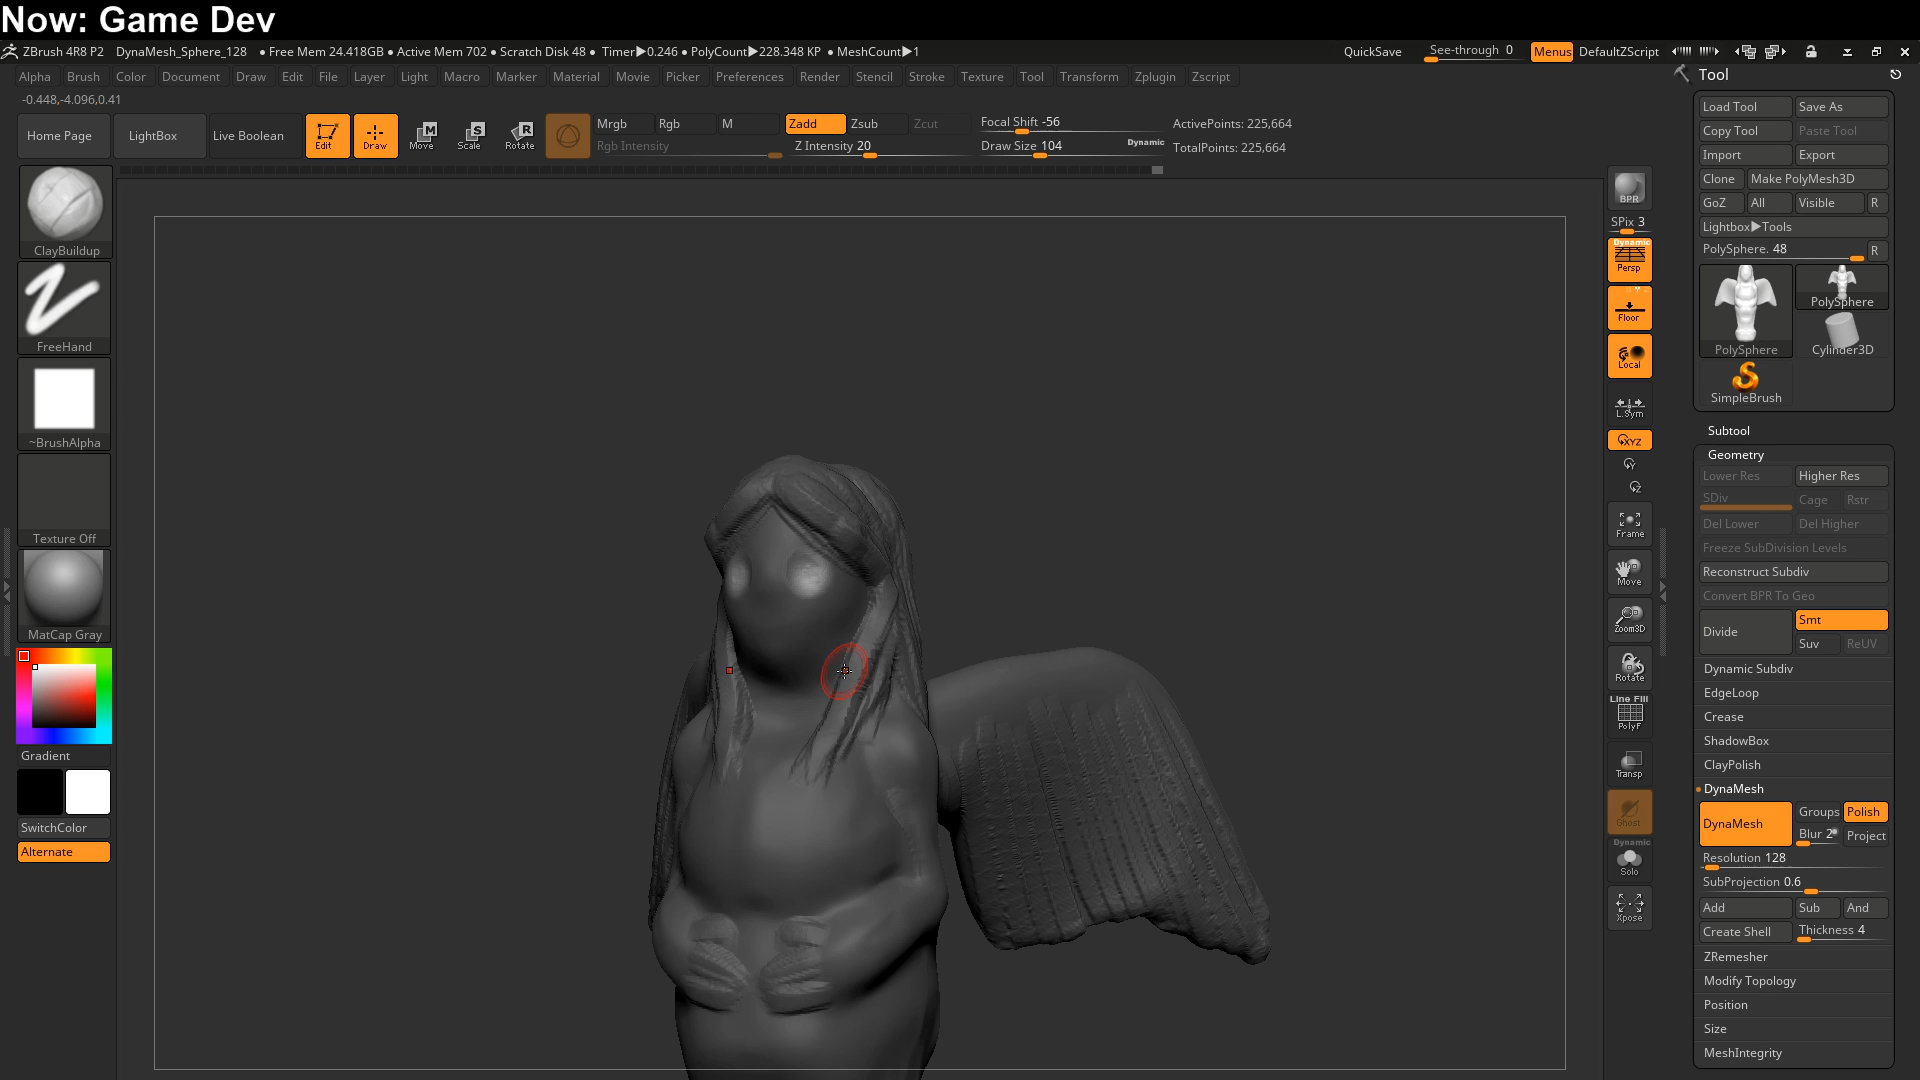 Now: Game Dev
ZBrush 4R8 P2 DynaMesh_Sphere_128 ● Free Mem 24.418GB ● Active Mem 702 ● Scratch Disk 48 ● Timer▶0.246 ● PolyCount▶228.348 KP ● MeshCount▶1 QuickSave See-through 0 Menus DefaultZScript
Alpha Brush Color Document Draw Edit File Layer Light Macro Marker Material Movie Picker Preferences Render Stencil Stroke Texture Tool Transform Zplugin Zscript
-0.448,-4.096,0.41
Home Page LightBox Live Boolean Edit Draw Move Scale Rotate
M S R
Mrgb Rgb M Zadd Zsub Zcut Focal Shift -56 ActivePoints: 225,664
Rgb Intensity Z Intensity 20 Draw Size 104 Dynamic TotalPoints: 225,664
ClayBuildup
FreeHand
~BrushAlpha
Texture Off
MatCap Gray
Gradient
SwitchColor
Alternate
BPR
SPix 3
Dynamic
Persp
Floor
Local
L.Sym
XYZ
Y
Z
Frame
Move
Zoom3D
Rotate
Line Fill
PolyF
Transp
Ghost
Dynamic
Solo
Xpose
Tool
Load Tool Save As
Copy Tool Paste Tool
Import Export
Clone Make PolyMesh3D
GoZ All Visible R
Lightbox▶Tools
PolySphere. 48 R
PolySphere
PolySphere Cylinder3D
SimpleBrush
Subtool
Geometry
Lower Res Higher Res
SDiv Cage Rstr
Del Lower Del Higher
Freeze SubDivision Levels
Reconstruct Subdiv
Convert BPR To Geo
Divide Smt
Suv ReUV
Dynamic Subdiv
EdgeLoop
Crease
ShadowBox
ClayPolish
DynaMesh
DynaMesh Groups Polish
Blur 2 Project
Resolution 128
SubProjection 0.6
Add Sub And
Create Shell Thickness 4
ZRemesher
Modify Topology
Position
Size
MeshIntegrity